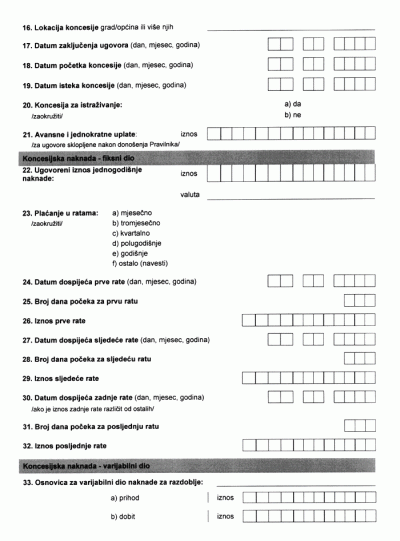 16. Lokacija koncesije grad/općina ili više njih
17. Datum zaključenja ugovora (dan, mjesec, godina)
18. Datum početka koncesije (dan, mjesec, godina)
19. Datum isteka koncesije (dan, mjesec, godina)
20. Koncesija za istraživanje: a) da
/zaokružiti/ b) ne
21. Avansne i jednokratne uplate: iznos
/za ugovore sklopljene nakon donošenja Pravilnika/
Koncesijska naknada - fiksni dio
22. Ugovoreni iznos jednogodišnje iznos
naknade:
valuta
23. Plaćanje u ratama: a) mjesečno
/zaokružiti/ b) tromjesečno
c) kvartalno
d) polugodišnje
e) godišnje
f) ostalo (navesti)
24. Datum dospijeća prve rate (dan, mjesec, godina)
25. Broj dana počeka za prvu ratu
26. Iznos prve rate
27. Datum dospijeća sljedeće rate (dan, mjesec, godina)
28. Broj dana počeka za sljedeću ratu
29. Iznos sljedeće rate
30. Datum dospijeća zadnje rate (dan, mjesec, godina)
/ako je iznos zadnje rate različit od ostalih/
31. Broj dana počeka za posljednju ratu
32. Iznos posljednje rate
Koncesijska naknada - varijabilni dio
33. Osnovica za varijabilni dio naknade za razdoblje:
a) prihod iznos
b) dobit iznos